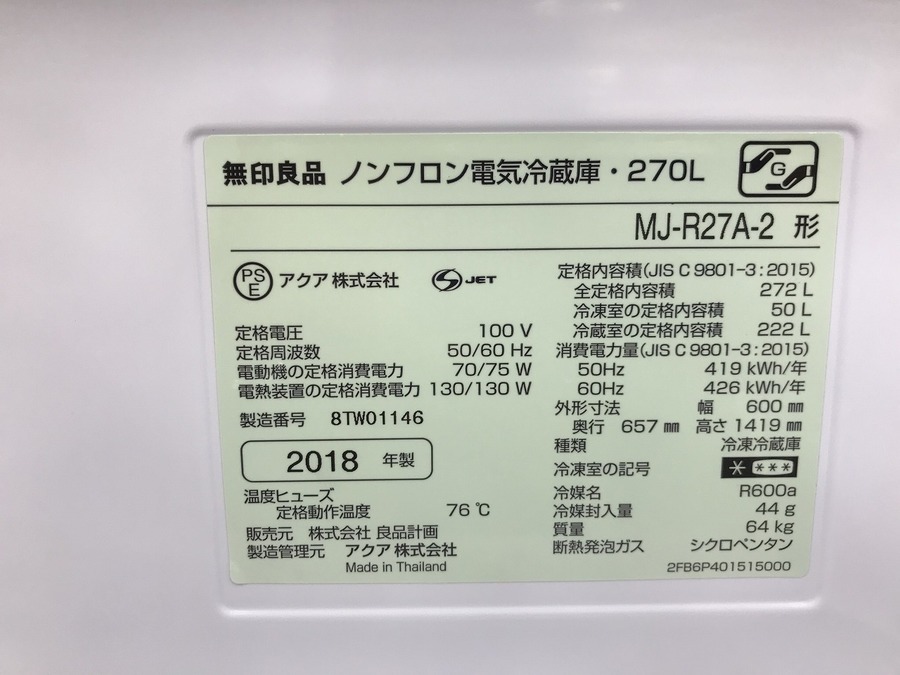 無印良品 ノンフロン電気冷蔵庫・270L
G
MJ-R27A-2 形
PSE アクア株式会社 S JET
定格電圧 100 V
定格周波数 50/60 Hz
電動機の定格消費電力 70/75 W
電熱装置の定格消費電力 130/130 W
製造番号 8TW01146
2018 年製
温度ヒューズ
定格動作温度 76 ℃
販売元 株式会社 良品計画
製造管理元 アクア株式会社
Made in Thailand
定格内容積(JIS C 9801-3:2015)
全定格内容積 272 L
冷凍室の定格内容積 50 L
冷蔵室の定格内容積 222 L
消費電力量(JIS C 9801-3:2015)
50Hz 419 kWh/年
60Hz 426 kWh/年
外形寸法 幅 600 ㎜
奥行 657 ㎜ 高さ 1419 ㎜
種類 冷凍冷蔵庫
冷凍室の記号 * ***
冷媒名 R600a
冷媒封入量 44 g
質量 64 kg
断熱発泡ガス シクロペンタン
2FB6P401515000